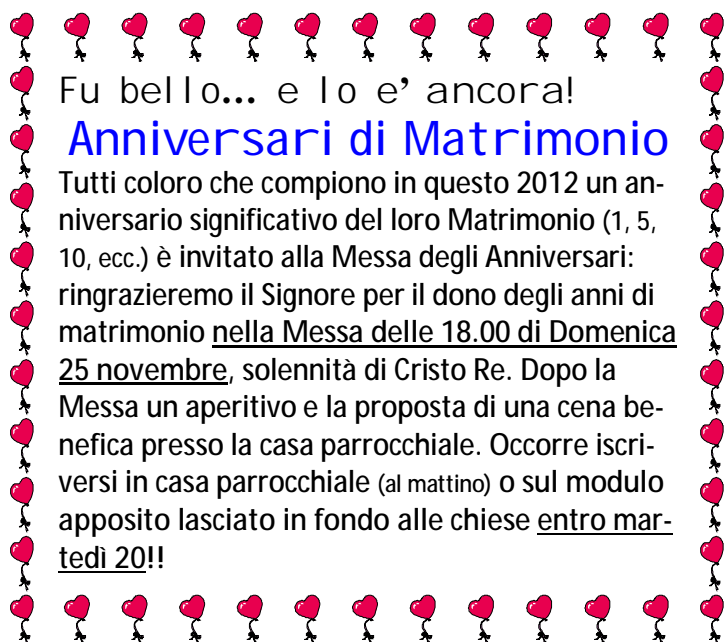 Fu bello... e lo e' ancora!
Anniversari di Matrimonio
Tutti coloro che compiono in questo 2012 un an-
niversario significativo del loro Matrimonio (1, 5,
10, ecc.) è invitato alla Messa degli Anniversari:
ringrazieremo il Signore per il dono degli anni di
matrimonio nella Messa delle 18.00 di Domenica
25 novembre, solennità di Cristo Re. Dopo la
Messa un aperitivo e la proposta di una cena be-
nefica presso la casa parrocchiale. Occorre iscri-
versi in casa parrocchiale (al mattino) o sul modulo
apposito lasciato in fondo alle chiese entro mar-
tedì 20!!